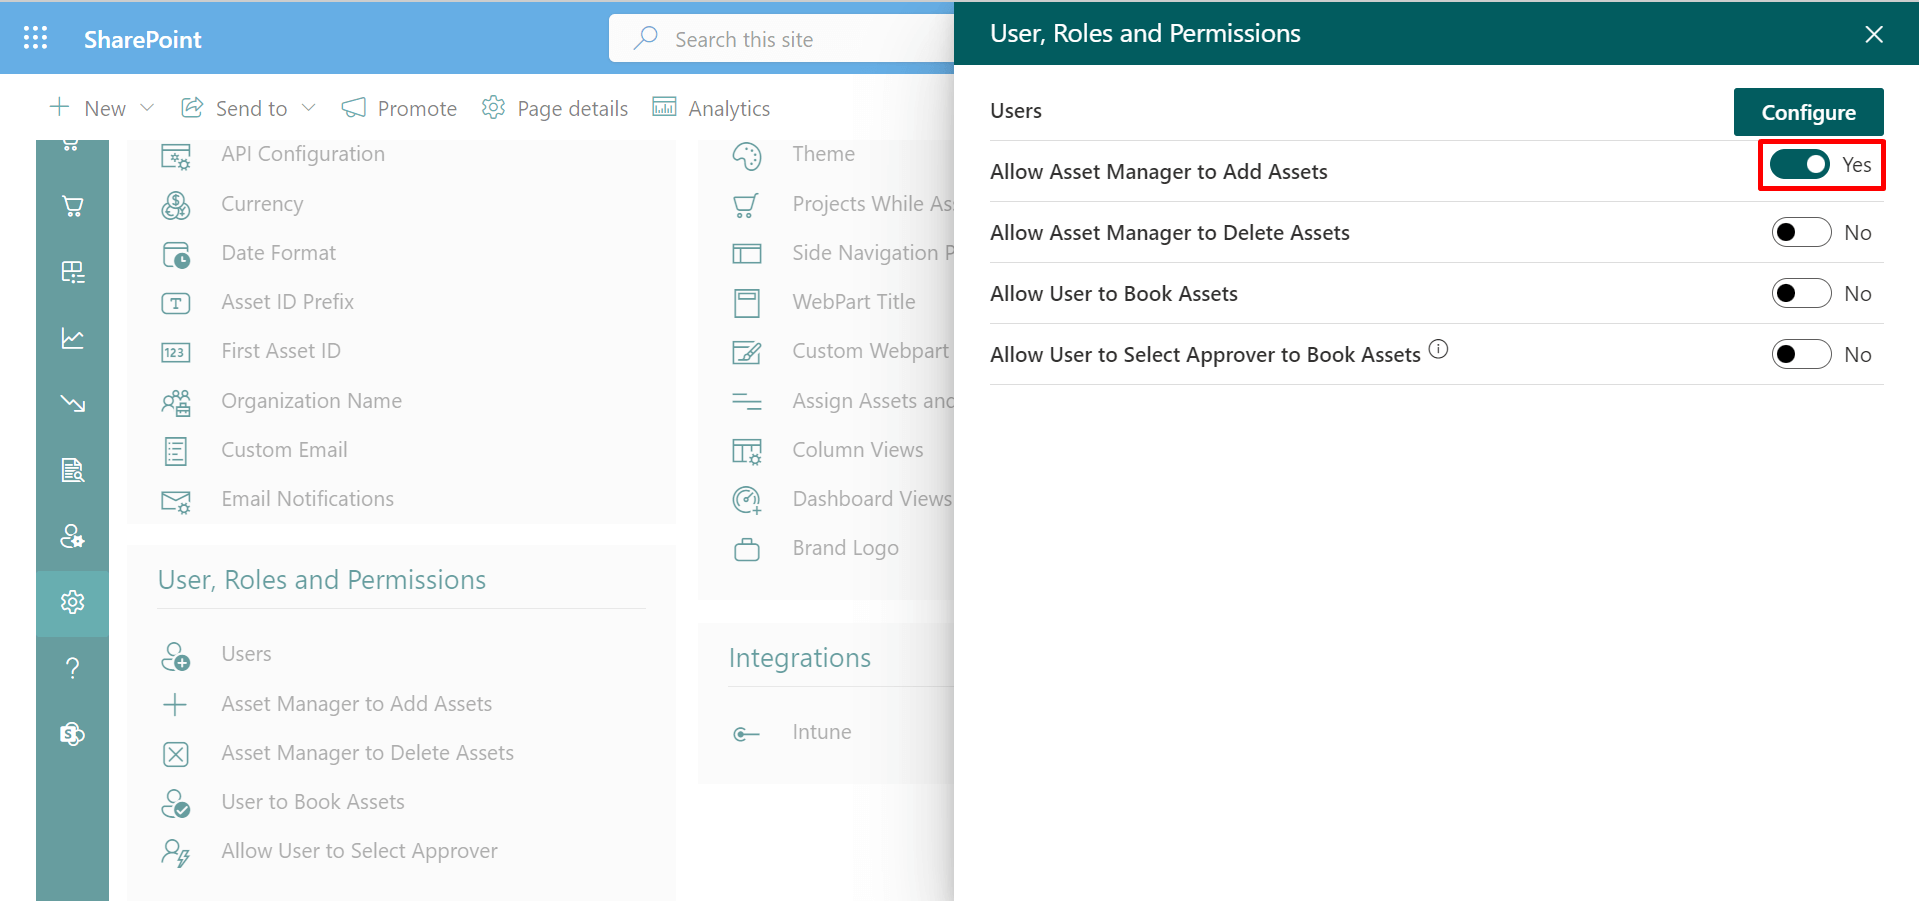 SharePoint
Search this site
New
Send to
Promote
Page details
Analytics
API Configuration
Currency
Date Format
Asset ID Prefix
First Asset ID
Organization Name
Custom Email
Email Notifications
User, Roles and Permissions
Users
Asset Manager to Add Assets
Asset Manager to Delete Assets
User to Book Assets
Allow User to Select Approver
Theme
Projects While As
Side Navigation P
WebPart Title
Custom Webpart
Assign Assets and
Column Views
Dashboard Views
Brand Logo
Integrations
Intune
User, Roles and Permissions
Users
Configure
Allow Asset Manager to Add Assets
Yes
Allow Asset Manager to Delete Assets
No
Allow User to Book Assets
No
Allow User to Select Approver to Book Assets
No